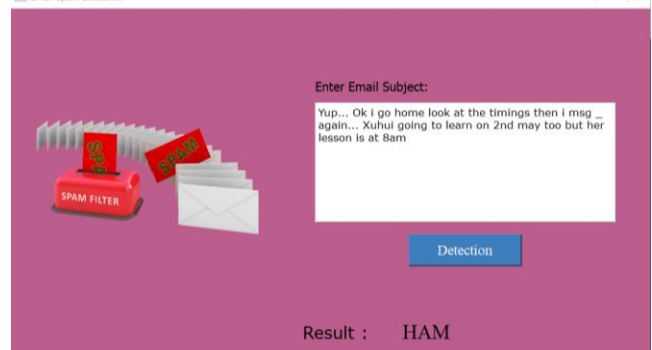 Enter Email Subject:
Yup... Ok i go home look at the timings then i msg _
again... Xuhui going to learn on 2nd may too but her
lesson is at 8am
SPAM
SPAM
SPAM FILTER
Detection
Result : HAM